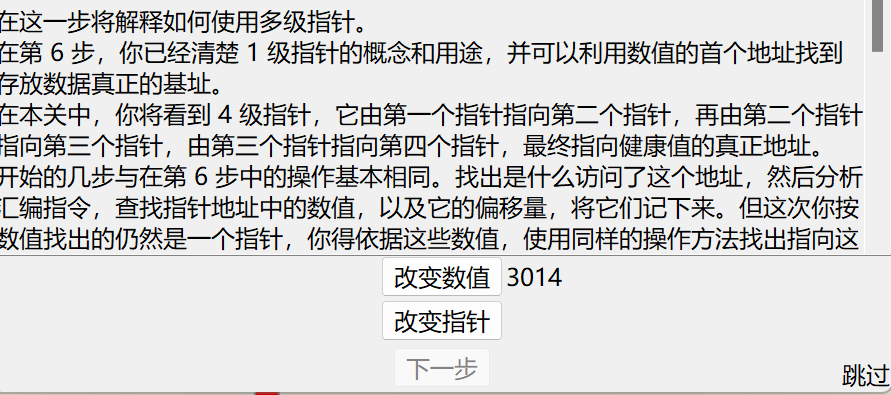 在这一步将解释如何使用多级指针。
在第 6 步，你已经清楚 1 级指针的概念和用途，并可以利用数值的首个地址找到
存放数据真正的基址。
在本关中，你将看到 4 级指针，它由第一个指针指向第二个指针，再由第二个指针
指向第三个指针，由第三个指针指向第四个指针，最终指向健康值的真正地址。
开始的几步与在第 6 步中的操作基本相同。找出是什么访问了这个地址，然后分析
汇编指令，查找指针地址中的数值，以及它的偏移量，将它们记下来。但这次你按
数值找出的仍然是一个指针，你得依据这些数值，使用同样的操作方法找出指向这
改变数值 3014
改变指针
下一步
跳过